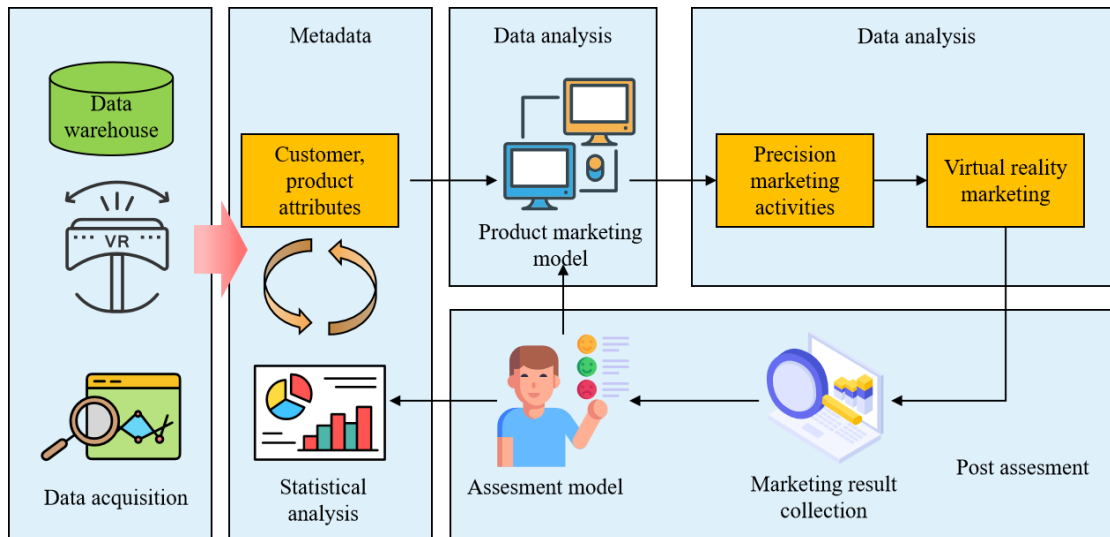 Data
warehouse
VR
Data acquisition
Metadata
Customer,
product
attributes
Statistical
analysis
Data analysis
Product marketing
model
Data analysis
Precision
marketing
activities
Virtual reality
marketing
Assesment model
Marketing result
collection
Post assesment